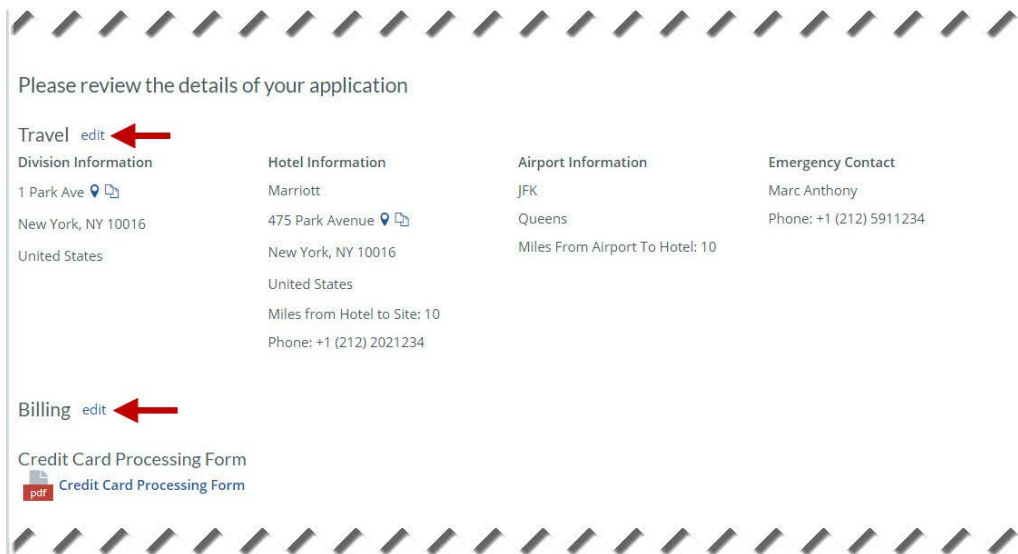 Please review the details of your application
Travel edit
Division Information
1 Park Ave
New York, NY 10016
United States
Hotel Information
Marriott
475 Park Avenue
New York, NY 10016
United States
Miles from Hotel to Site: 10
Phone: +1 (212) 2021234
Airport Information
JFK
Queens
Miles From Airport To Hotel: 10
Emergency Contact
Marc Anthony
Phone: +1 (212) 5911234
Billing edit
Credit Card Processing Form
pdf Credit Card Processing Form